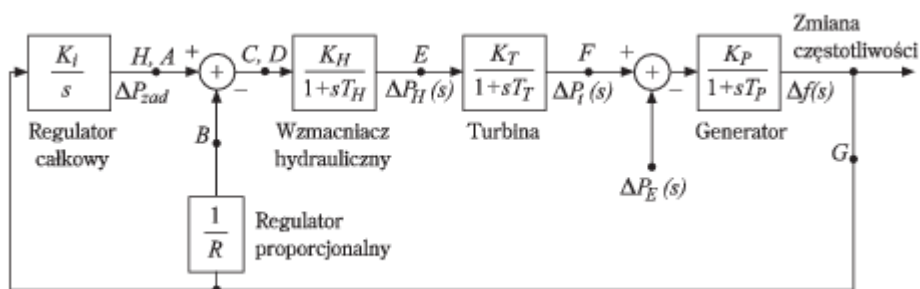 Zmiana
częstotliwości
K_i / s
H, A
ΔP_zad
+
+
−
C, D
K_H / 1+sT_H
E
ΔP_H(s)
K_T / 1+sT_T
F
ΔP_t(s)
+
+
−
K_P / 1+sT_P
Δf(s)
Regulator
całkowy
B
Wzmacniacz
hydrauliczny
Turbina
Generator
G
ΔP_E(s)
1 / R
Regulator
proporcjonalny